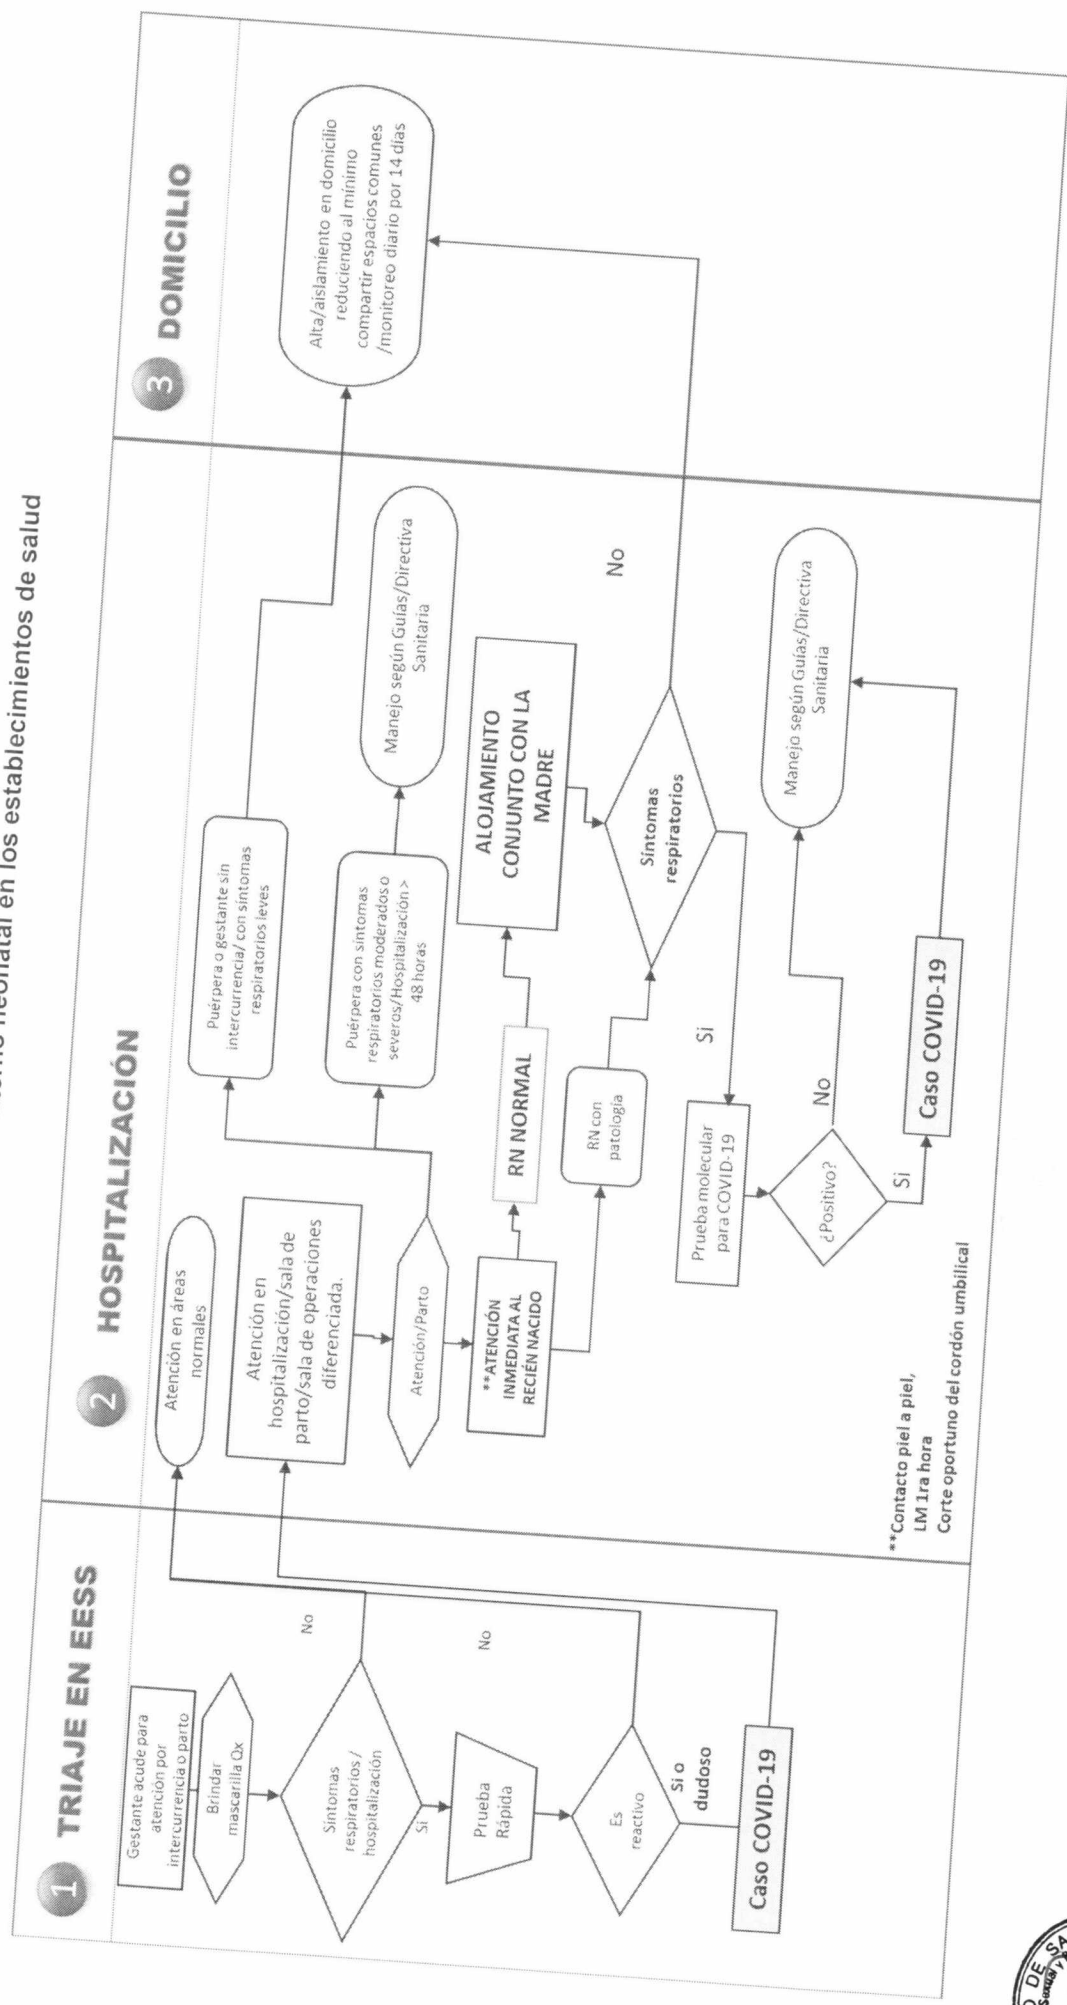 neonatal en los establecimientos de salud
1 TRIAJE EN EESS
Gestante acude para
atención por
intercurrencia o parto
Brindar
mascarilla Qx
Síntomas
respiratorios /
hospitalización
No
Si
Prueba
Rápida
No
Es
reactivo
Si o
dudoso
Caso COVID-19
2 HOSPITALIZACIÓN
Atención en áreas
normales
Atención en
hospitalización/sala de
parto/sala de operaciones
diferenciada.
Atención/Parto
**ATENCIÓN
INMEDIATA AL
RECIÉN NACIDO
Puérpera o gestante sin
intercurrencia/ con síntomas
respiratorios leves
Puérpera con síntomas
respiratorios moderados o
severos/Hospitalización>
48 horas
Manejo según Guías/Directiva
Sanitaria
RN NORMAL
RN con
patología
ALOJAMIENTO
CONJUNTO CON LA
MADRE
Síntomas
respiratorios
No
Si
Prueba molecular
para COVID-19
¿Positivo?
No
Si
Caso COVID-19
Manejo según Guías/Directiva
Sanitaria
**Contacto piel a piel,
LM 1ra hora
Corte oportuno del cordón umbilical
3 DOMICILIO
Alta/aislamiento en domicilio
reduciendo al mínimo
compartir espacios comunes
/monitoreo diario por 14 días
DE SA